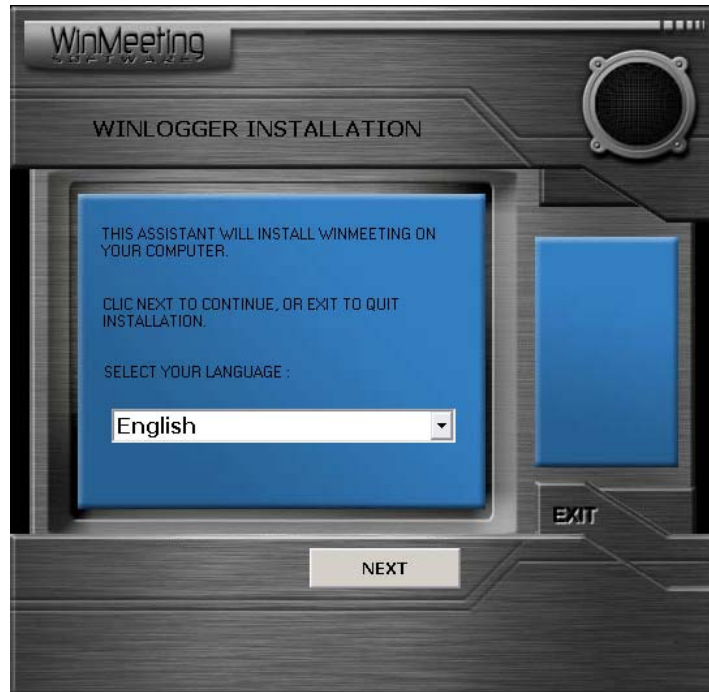 WinMeeting
SOFTWARE
WINLOGGER INSTALLATION
THIS ASSISTANT WILL INSTALL WINMEETING ON
YOUR COMPUTER.
CLIC NEXT TO CONTINUE, OR EXIT TO QUIT
INSTALLATION.
SELECT YOUR LANGUAGE :
English
EXIT
NEXT